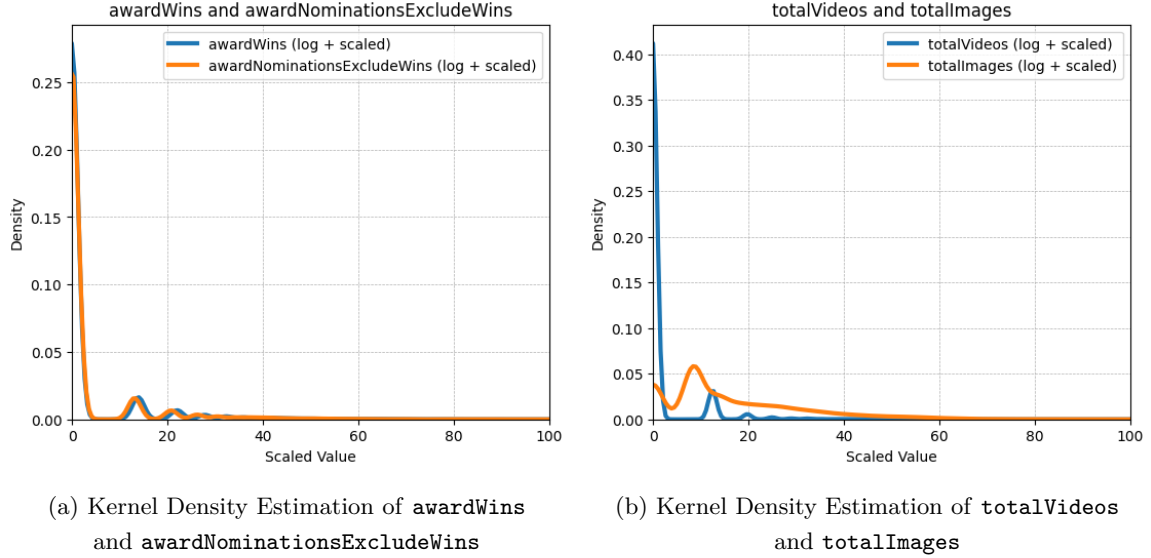 awardWins and awardNominationsExcludeWins
awardWins (log + scaled)
awardNominationsExcludeWins (log + scaled)
Density
0.25
0.20
0.15
0.10
0.05
0.00
0 20 40 60 80 100
Scaled Value
(a) Kernel Density Estimation of awardWins
and awardNominationsExcludeWins
totalVideos and totalImages
totalVideos (log + scaled)
totalImages (log + scaled)
Density
0.40
0.35
0.30
0.25
0.20
0.15
0.10
0.05
0.00
0 20 40 60 80 100
Scaled Value
(b) Kernel Density Estimation of totalVideos
and totalImages